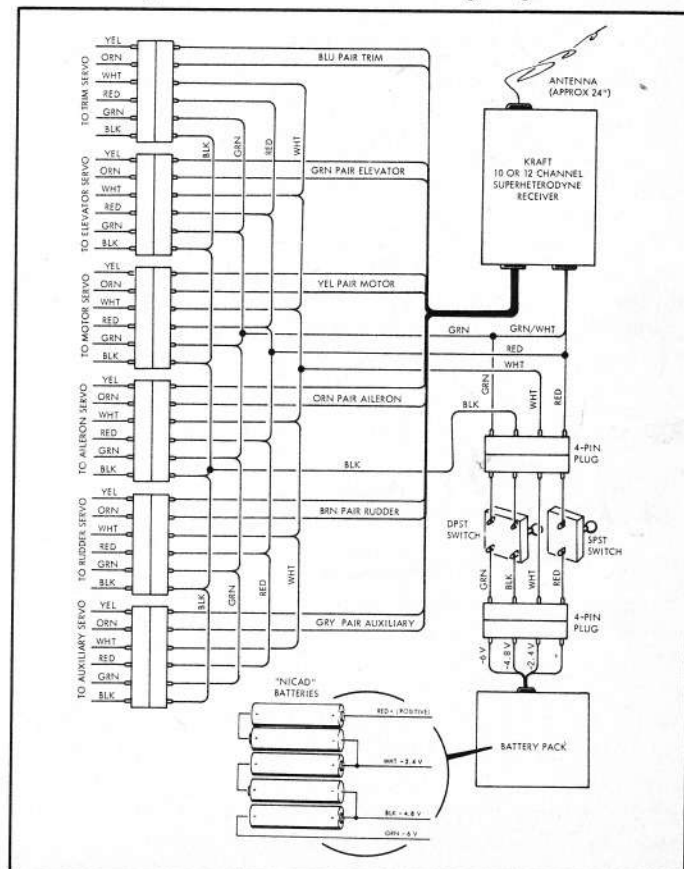 YEL
ORN
WHT
RED
GRN
BLK
TO TRIM SERVO
BLU PAIR TRIM
YEL
ORN
WHT
RED
GRN
BLK
TO ELEVATOR SERVO
GRN PAIR ELEVATOR
YEL
ORN
WHT
RED
GRN
BLK
TO MOTOR SERVO
YEL PAIR MOTOR
YEL
ORN
WHT
RED
GRN
BLK
TO AILERON SERVO
ORN PAIR AILERON
YEL
ORN
WHT
RED
GRN
BLK
TO RUDDER SERVO
BRN PAIR RUDDER
YEL
ORN
WHT
RED
GRN
BLK
TO AUXILIARY SERVO
GRY PAIR AUXILIARY
BLK
GRN
RED
WHT
BLK
GRN
RED
WHT
ANTENNA
(APPROX 24")
KRAFT
10 OR 12 CHANNEL
SUPERHETERODYNE
RECEIVER
GRN
GRN/WHT
RED
WHT
BLK
BLK
GRN
WHT
RED
4-PIN
PLUG
DPST
SWITCH
SPST
SWITCH
GRN
BLK
WHT
RED
4-PIN
PLUG
-6 V
-4.8 V
-2.4 V
+
BATTERY PACK
"NICAD"
BATTERIES
RED + (POSITIVE)
WHT -2.4 V
BLK -4.8 V
GRN -6 V